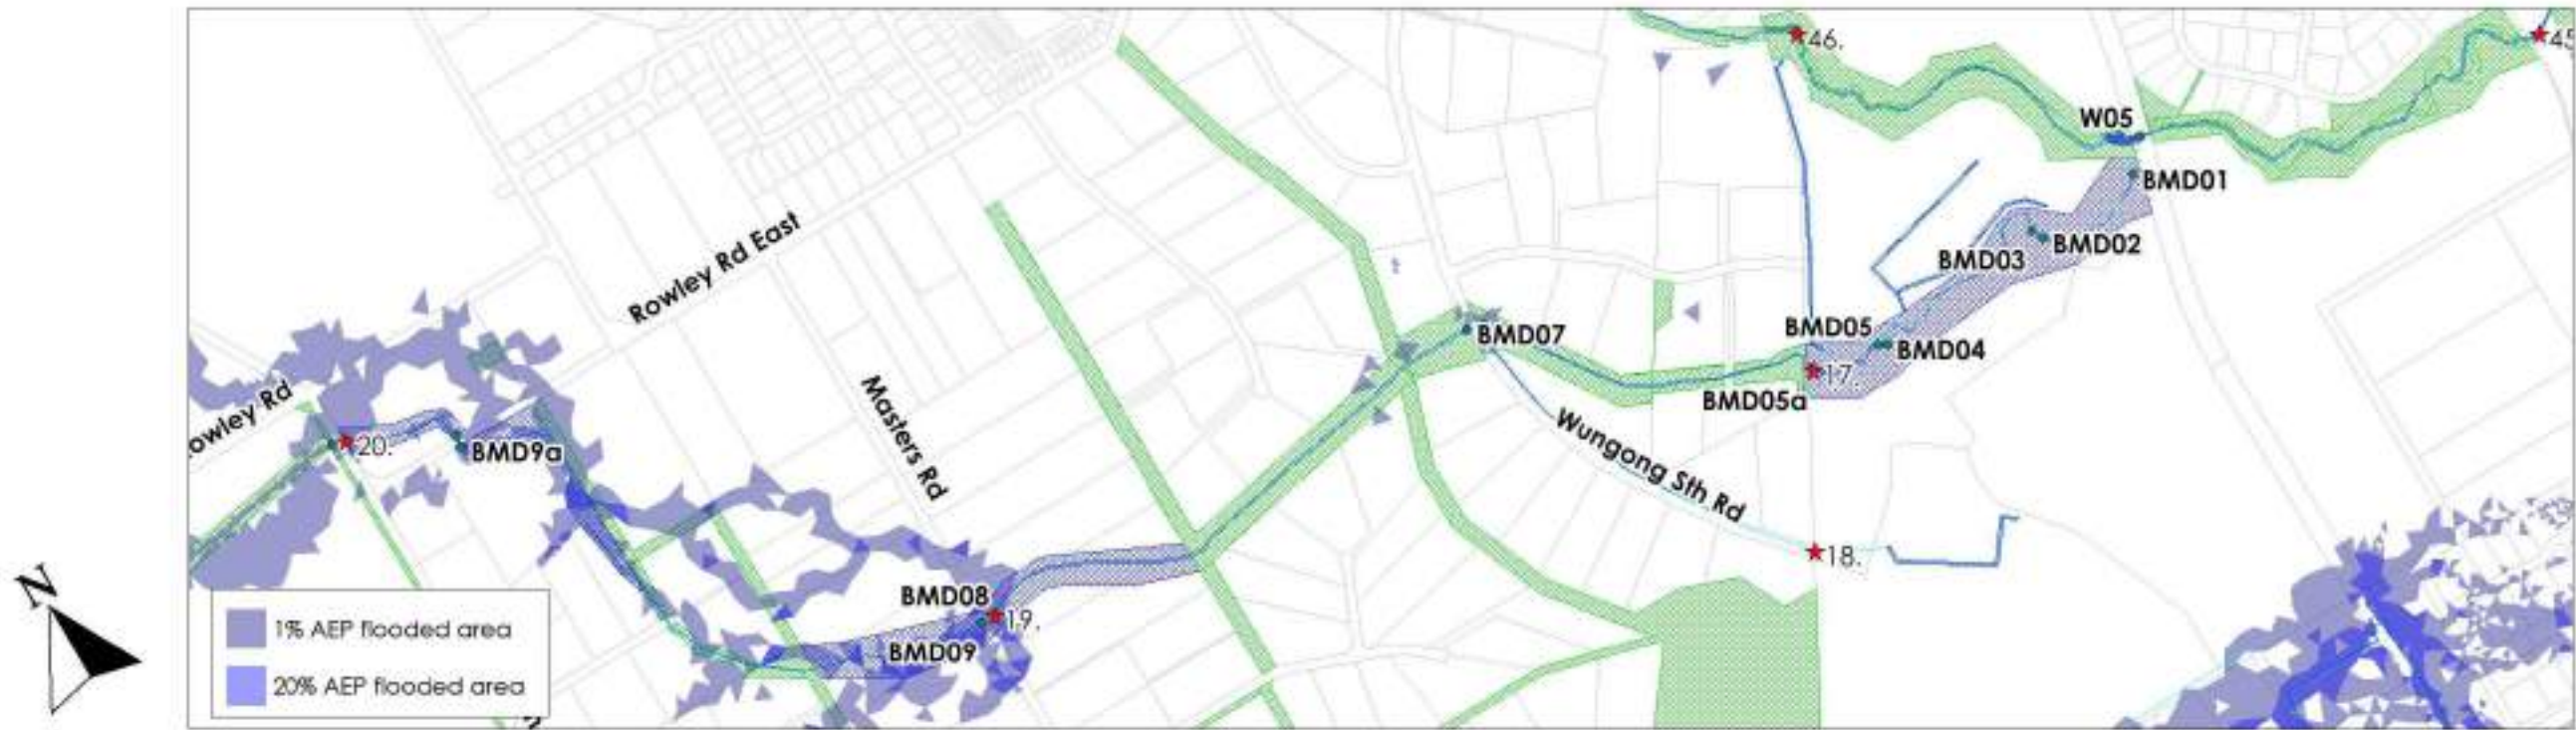 46.
45
W05
BMD01
BMD02
BMD03
Rowley Rd East
BMD07
BMD05
BMD04
17.
BMD05a
Masters Rd
owley Rd
20.
BMD9a
Wungong Sth Rd
18.
BMD08
19.
BMD09
N
1% AEP flooded area
20% AEP flooded area